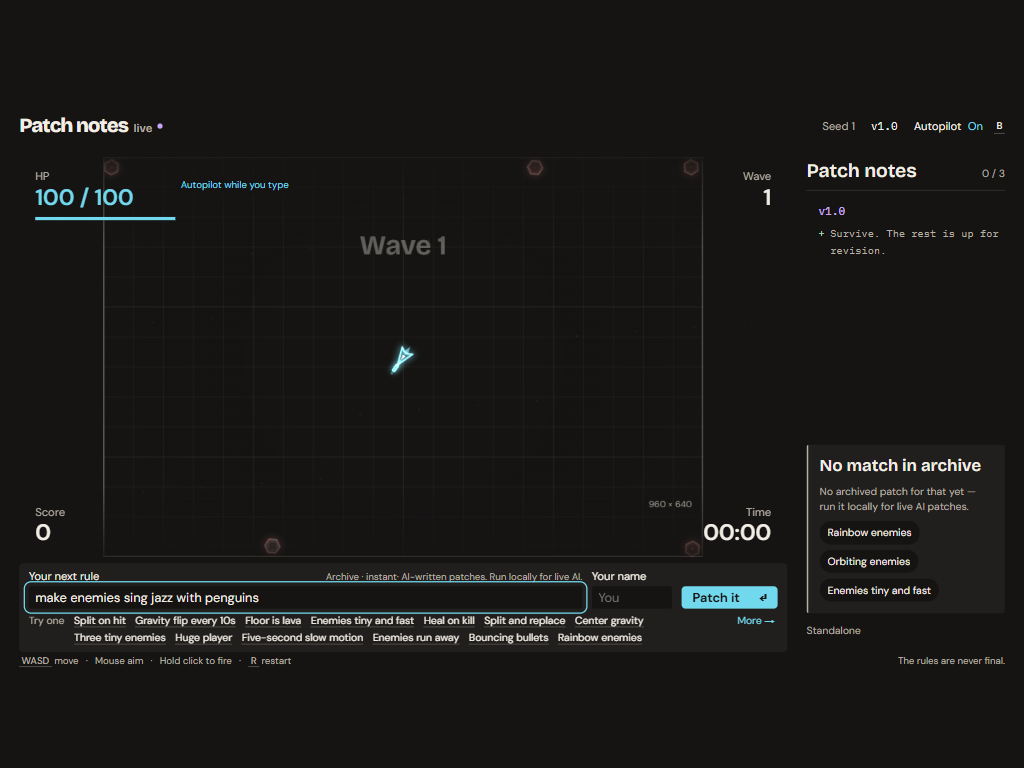 Patch notes live
Seed 1 v1.0 Autopilot On B
HP
100 / 100
Autopilot while you type
Wave
1
Wave 1
960 × 640
Score
0
Time
00:00
Patch notes 0 / 3
v1.0
+ Survive. The rest is up for
revision.
No match in archive
No archived patch for that yet —
run it locally for live AI patches.
Rainbow enemies
Orbiting enemies
Enemies tiny and fast
Standalone
Your next rule Archive · instant· AI-written patches. Run locally for live AI. Your name
make enemies sing jazz with penguins You Patch it
Try one Split on hit Gravity flip every 10s Floor is lava Enemies tiny and fast Heal on kill Split and replace Center gravity More →
Three tiny enemies Huge player Five-second slow motion Enemies run away Bouncing bullets Rainbow enemies
WASD move · Mouse aim · Hold click to fire · R restart
The rules are never final.